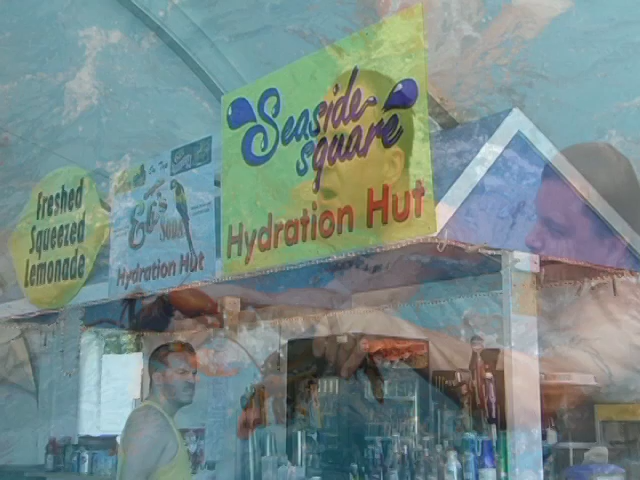 Freshed
Squeezed
Lemonade
Hydration Hut
Seaside
square
Hydration Hut